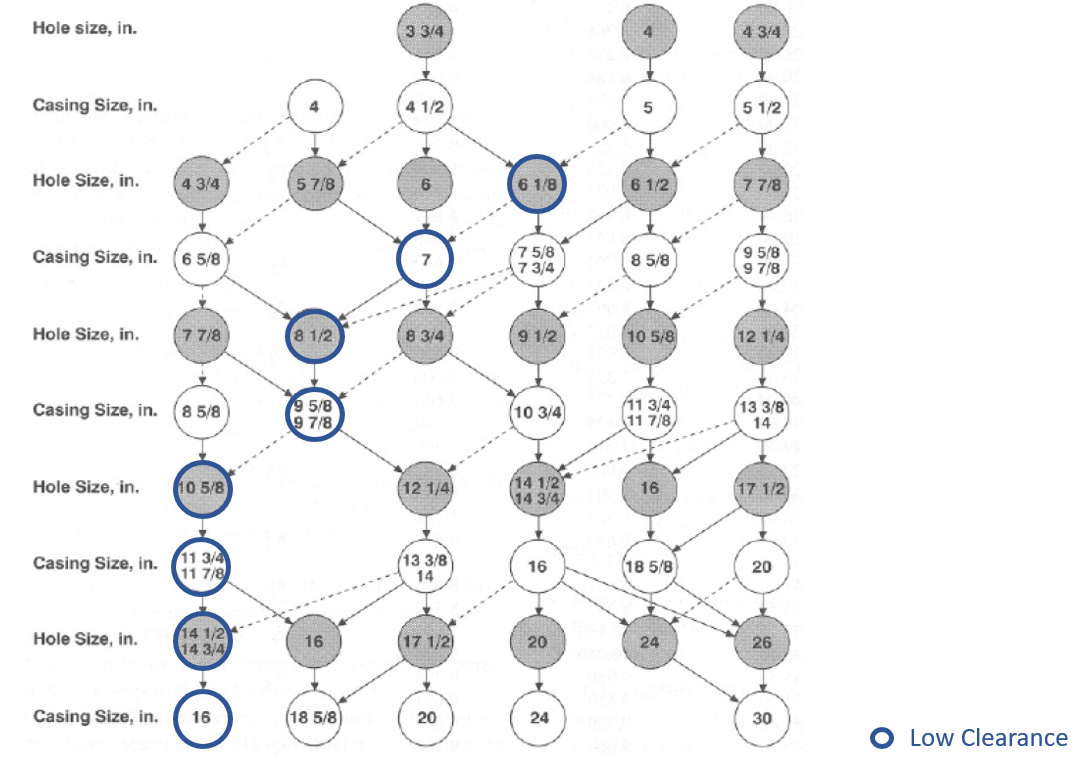 Hole size, in. 3 3/4 4 4 3/4
Casing Size, in. 4 4 1/2 5 5 1/2
Hole Size, in. 4 3/4 5 7/8 6 6 1/8 6 1/2 7 7/8
Casing Size, in. 6 5/8 7 7 5/8 8 5/8 9 5/8
7 3/4 9 7/8
Hole Size, in. 7 7/8 8 1/2 8 3/4 9 1/2 10 5/8 12 1/4
Casing Size, in. 8 5/8 9 5/8 10 3/4 11 3/4 13 3/8
9 7/8 11 7/8 14
Hole Size, in. 10 5/8 12 1/4 14 1/2 16 17 1/2
14 3/4
Casing Size, in. 11 3/4 13 3/8 16 18 5/8 20
11 7/8 14
Hole Size, in. 14 1/2 16 17 1/2 20 24 26
14 3/4
Casing Size, in. 16 18 5/8 20 24 30
Low Clearance